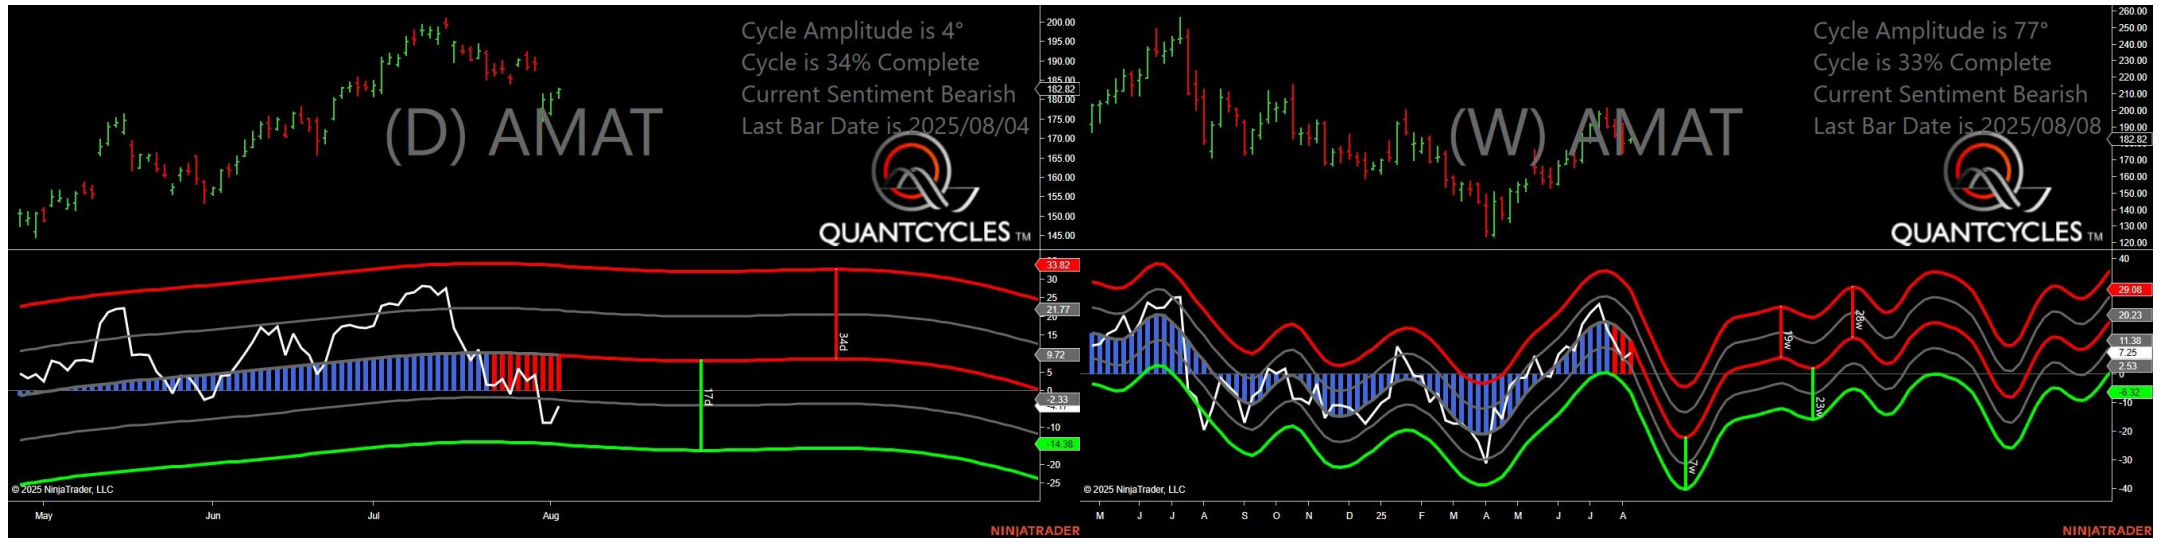 Cycle Amplitude is 4°
Cycle is 34% Complete
Current Sentiment Bearish
Last Bar Date is 2025/08/04
(D) AMAT
QUANTCYCLES TM
200.00
195.00
190.00
185.00
182.82
180.00
175.00
170.00
165.00
160.00
155.00
150.00
145.00
33.82
30
25
21.77
20
15
9.72
5
0
-2.33
-4.17
-10
-14.38
-20
-25
34d
17d
© 2025 NinjaTrader, LLC
May
Jun
Jul
Aug
NINJATRADER
Cycle Amplitude is 77°
Cycle is 33% Complete
Current Sentiment Bearish
Last Bar Date is 2025/08/08
(W) AMAT
QUANTCYCLES TM
260.00
250.00
240.00
230.00
220.00
210.00
200.00
190.00
182.82
170.00
160.00
150.00
140.00
130.00
120.00
40
29.08
20.23
11.38
7.25
2.53
0
-6.32
-10
-20
-30
-40
19w
28w
23w
7w
© 2025 NinjaTrader, LLC
M
J
J
A
S
O
N
D
25
F
M
A
M
J
J
A
NINJATRADER